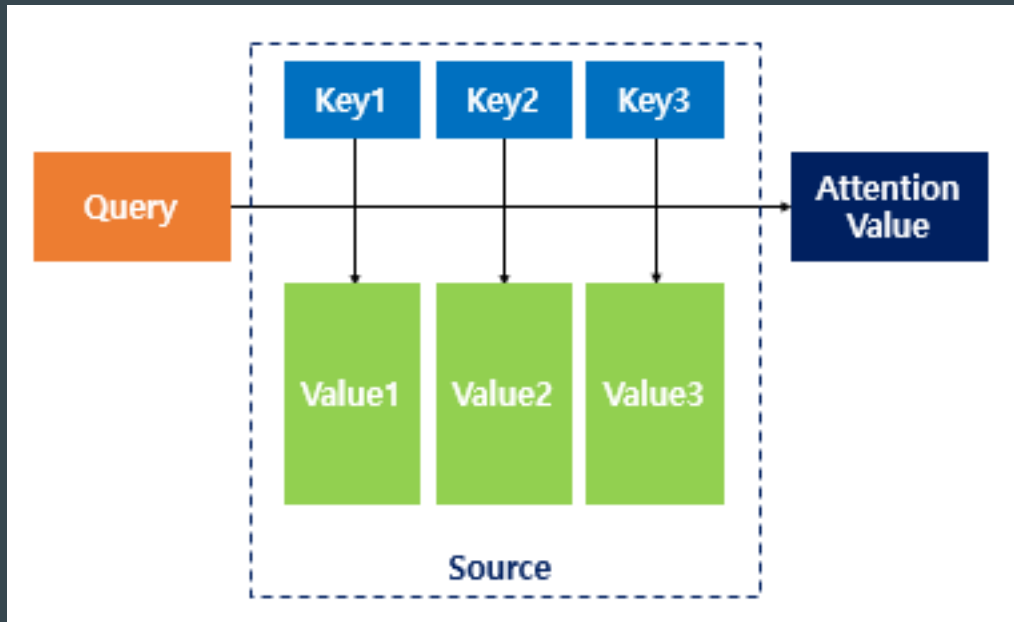 Key1 Key2 Key3
Query
Attention
Value
Value1 Value2 Value3
Source